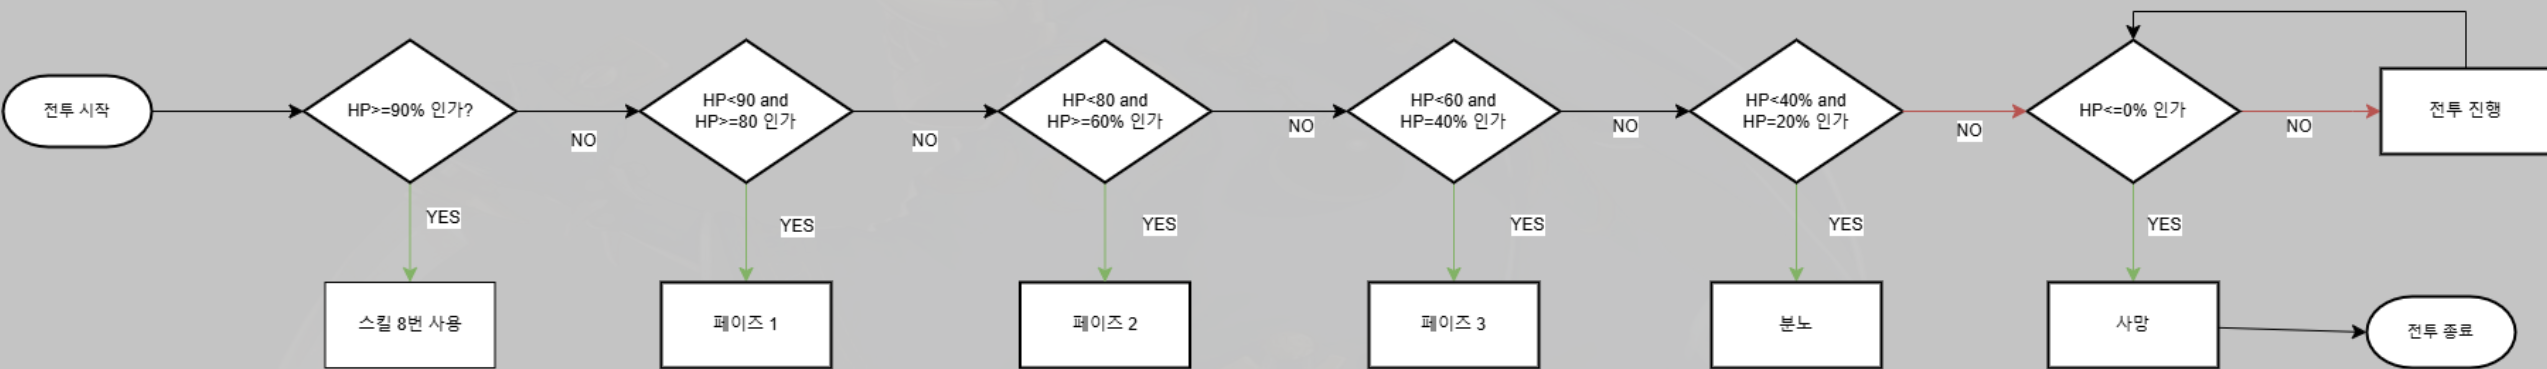 전투 시작
HP>=90% 인가?
NO
YES
스킬 8번 사용
HP<90 and
HP>=80 인가
NO
YES
페이즈 1
HP<80 and
HP>=60% 인가
NO
YES
페이즈 2
HP<60 and
HP=40% 인가
NO
YES
페이즈 3
HP<40% and
HP=20% 인가
NO
YES
분노
HP<=0% 인가
NO
YES
사망
전투 진행
전투 종료